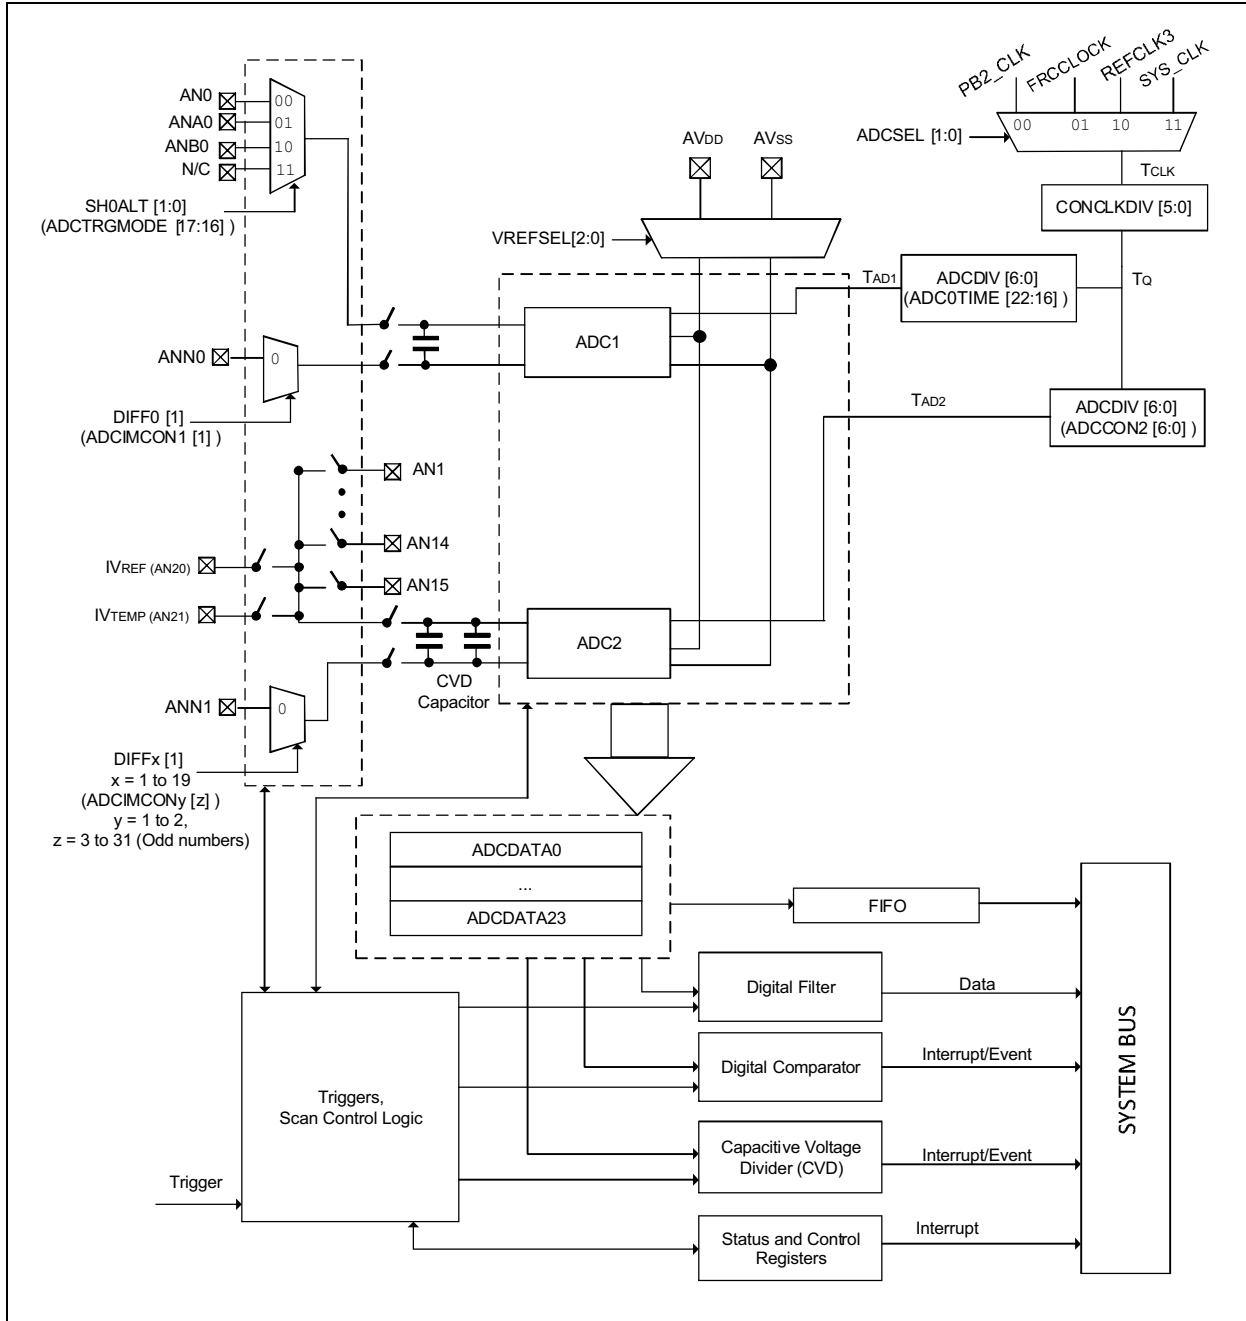 PB2_CLK
FRCCLOCK
REFCLK3
SYS_CLK
00 01 10 11
ADCSEL [1:0]
TCLK
CONCLKDIV [5:0]
AN0
00
ANA0
01
ANB0
10
N/C
11
SH0ALT [1:0]
(ADCTRGMODE [17:16] )
AVDD
AVSS
VREFSEL[2:0]
TAD1
ADCDIV [6:0]
(ADC0TIME [22:16] )
TQ
ADC1
ANN0
0
DIFF0 [1]
(ADCIMCON1 [1] )
TAD2
ADCDIV [6:0]
(ADCCON2 [6:0] )
AN1
AN14
AN15
IVREF (AN20)
IVTEMP (AN21)
ADC2
CVD
Capacitor
ANN1
0
DIFFx [1]
x = 1 to 19
(ADCIMCONy [z] )
y = 1 to 2,
z = 3 to 31 (Odd numbers)
ADCDATA0
...
ADCDATA23
FIFO
Digital Filter
Data
Digital Comparator
Interrupt/Event
Triggers,
Scan Control Logic
Capacitive Voltage
Divider (CVD)
Interrupt/Event
Trigger
Status and Control
Registers
Interrupt
SYSTEM BUS